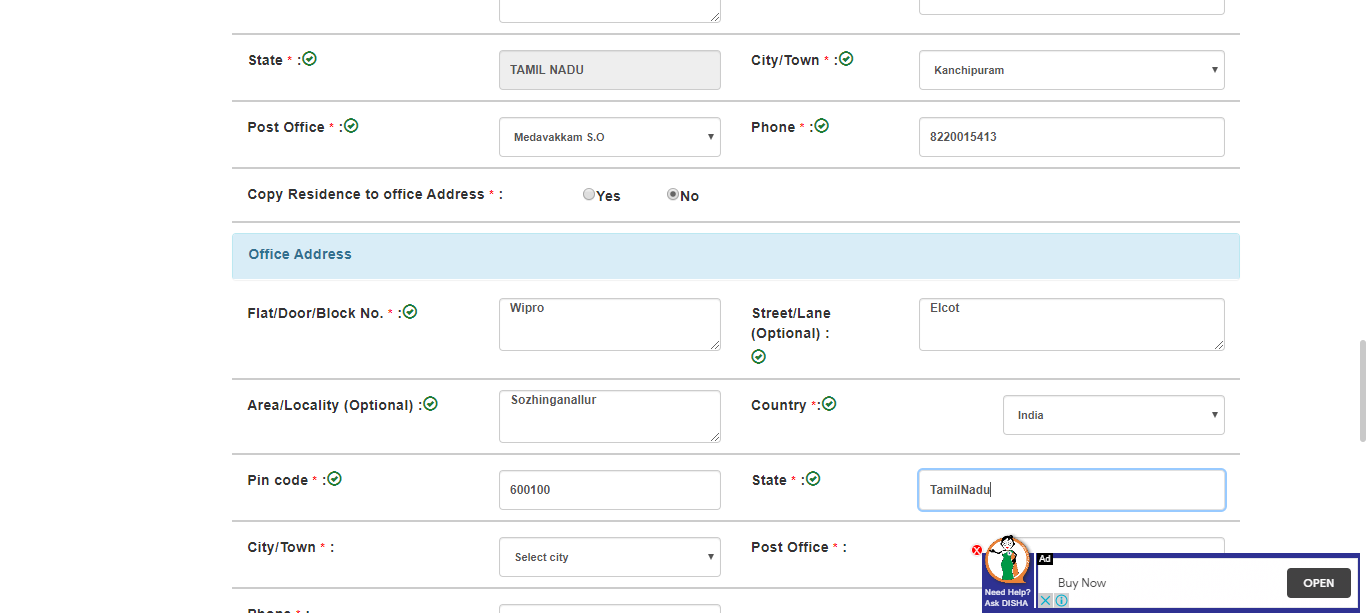 State * :
TAMIL NADU
City/Town * :
Kanchipuram
Post Office * :
Medavakkam S.O
Phone * :
8220015413
Copy Residence to office Address * :
Yes
No
Office Address
Flat/Door/Block No. * :
Wipro
Street/Lane
(Optional) :
Elcot
Area/Locality (Optional) :
Sozhinganallur
Country *:
India
Pin code * :
600100
State * :
TamilNadu
City/Town * :
Select city
Post Office * :
Phone * :
Need Help?
Ask DISHA
Ad
Buy Now
OPEN